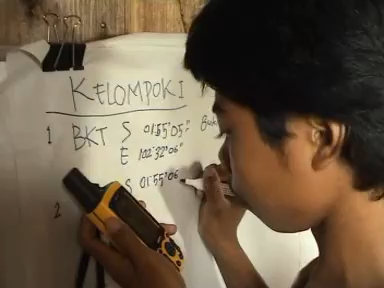 KELOMPOK I
1 BKT S 01°55'05"
E 102°32'06"
2 S 01°55'06